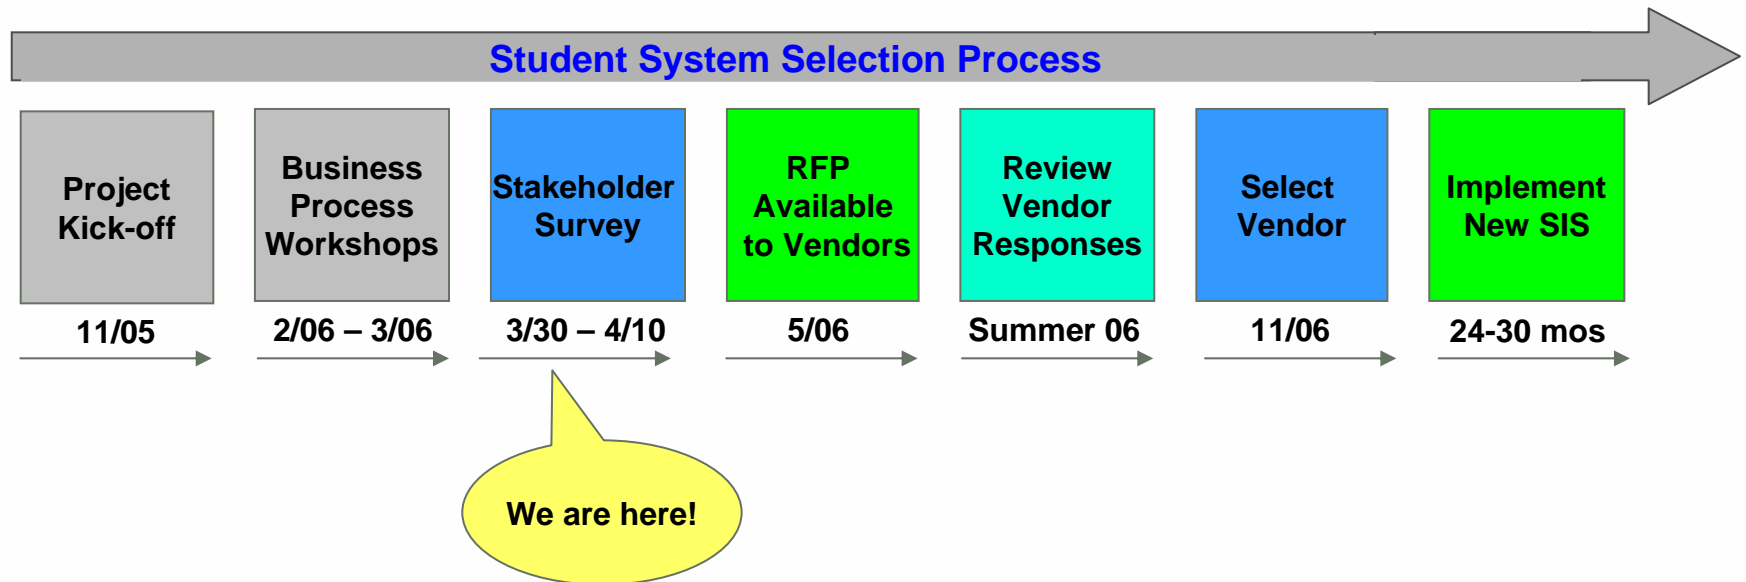 Student System Selection Process
Project
Kick-off
Business
Process
Workshops
Stakeholder
Survey
RFP
Available
to Vendors
Review
Vendor
Responses
Select
Vendor
Implement
New SIS
11/05
2/06 – 3/06
3/30 – 4/10
5/06
Summer 06
11/06
24-30 mos
We are here!